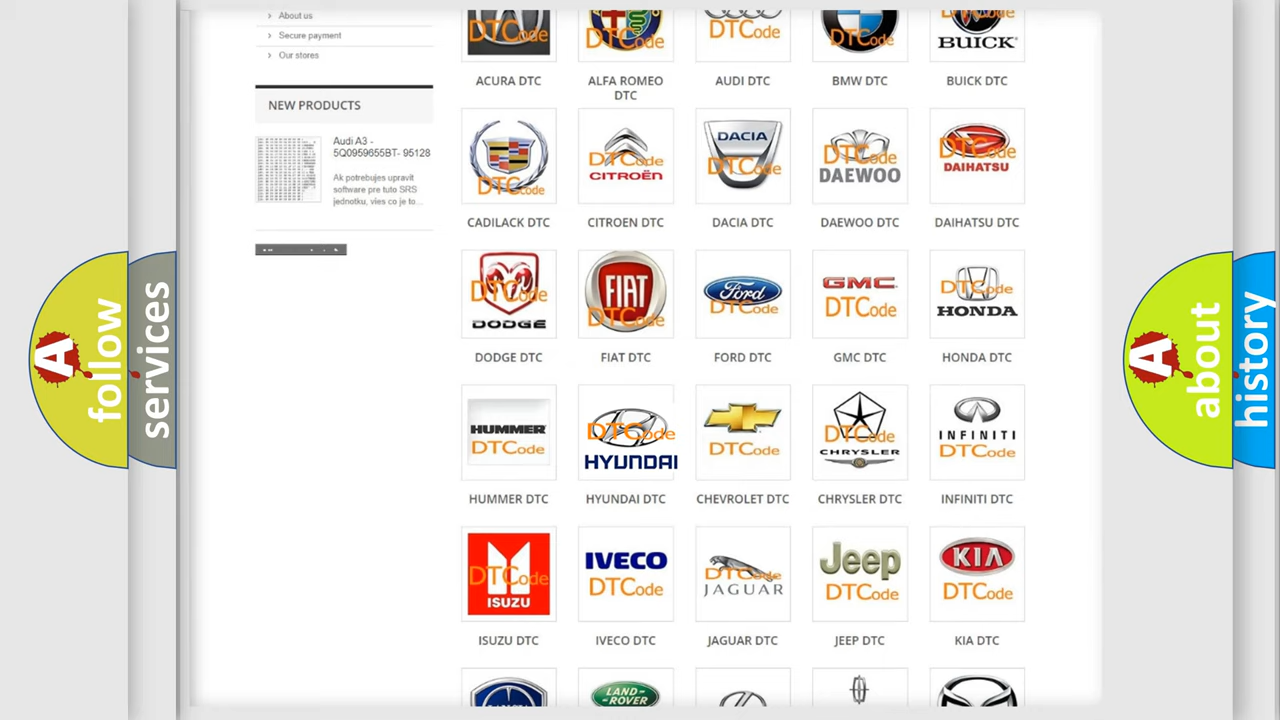 About us
Secure payment
Our stores
NEW PRODUCTS
Audi A3 -
5Q0959655BT- 95128
Ak potrebujes upravit
software pre tuto SRS
jednotku, vies co je to...
DTCode
DTCode
DTCode
DTCode
BUICK
ACURA DTC
ALFA ROMEO
DTC
AUDI DTC
BMW DTC
BUICK DTC
DTCode
DTCode
CITROËN
DACIA
DTCode
DTCode
DAEWOO
DTCode
DAIHATSU
CADILACK DTC
CITROEN DTC
DACIA DTC
DAEWOO DTC
DAIHATSU DTC
DTCode
DODGE
FIAT
DTCode
Ford
DTCode
GMC
DTCode
DTCode
HONDA
DODGE DTC
FIAT DTC
FORD DTC
GMC DTC
HONDA DTC
HUMMER
DTCode
DTCode
HYUNDAI
DTCode
DTCode
CHRYSLER
INFINITI
DTCode
HUMMER DTC
HYUNDAI DTC
CHEVROLET DTC
CHRYSLER DTC
INFINITI DTC
DTCode
ISUZU
IVECO
DTCode
DTCode
JAGUAR
Jeep
DTCode
KIA
DTCode
ISUZU DTC
IVECO DTC
JAGUAR DTC
JEEP DTC
KIA DTC
LAND-
ROVER
A
follow
services
A
about
history